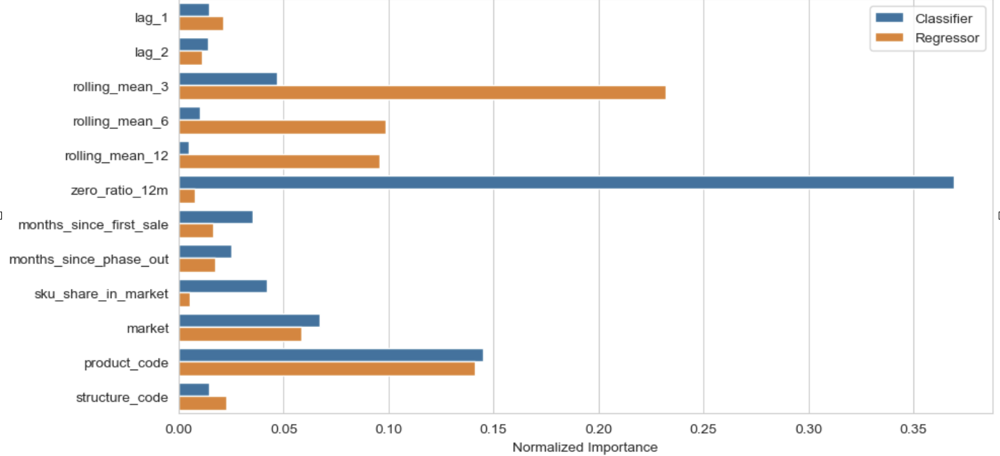 Classifier
Regressor
lag_1
lag_2
rolling_mean_3
rolling_mean_6
rolling_mean_12
zero_ratio_12m
months_since_first_sale
months_since_phase_out
sku_share_in_market
market
product_code
structure_code
0.00 0.05 0.10 0.15 0.20 0.25 0.30 0.35
Normalized Importance